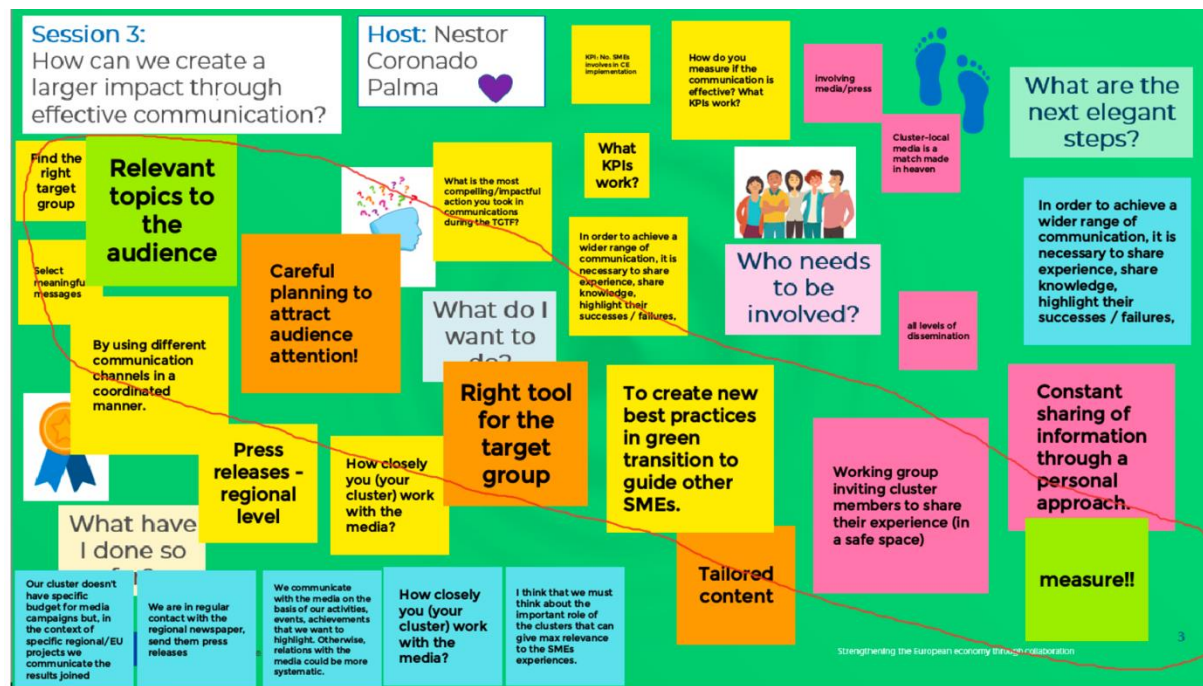 Session 3:
How can we create a
larger impact through
effective communication?
Host: Nestor
Coronado
Palma
KPI: No. SMEs
involves in CE
implementation
How do you
measure if the
communication is
effective? What
KPIs work?
involving
media/press
Cluster-local
media is a
match made
in heaven
What are the
next elegant
steps?
Find the
right
target
group
Relevant
topics to
the
audience
What is the most
compelling/impactful
action you took in
communications
during the TGTF?
What
KPIs
work?
In order to achieve a
wider range of
communication, it is
necessary to share
experience, share
knowledge,
highlight their
successes / failures,
Select
meaningful
messages
Careful
planning to
attract
audience
attention!
In order to achieve a
wider range of
communication, it is
necessary to share
experience, share
knowledge,
highlight their
successes / failures,
Who needs
to be
involved?
What do I
want to
do?
all levels of
dissemination
By using different
communication
channels in a
coordinated
manner.
Right tool
for the
target
group
To create new
best practices
in green
transition to
guide other
SMEs.
Constant
sharing of
information
through a
personal
approach.
Press
releases -
regional
level
How closely
you (your
cluster) work
with the
media?
Working group
inviting cluster
members to share
their experience (in
a safe space)
What have
I done so
Tailored
content
measure!!
Our cluster doesn't
have specific
budget for media
campaigns but, in
the context of
specific regional/EU
projects we
communicate the
results joined
We are in regular
contact with the
regional newspaper,
send them press
releases
We communicate
with the media on the
basis of our activities,
events, achievements
that we want to
highlight. Otherwise,
relations with the
media could be more
systematic.
How closely
you (your
cluster) work
with the
media?
I think that we must
think about the
important role of
the clusters that can
give max relevance
to the SMEs
experiences.
Strengthening the European economy through collaboration
3